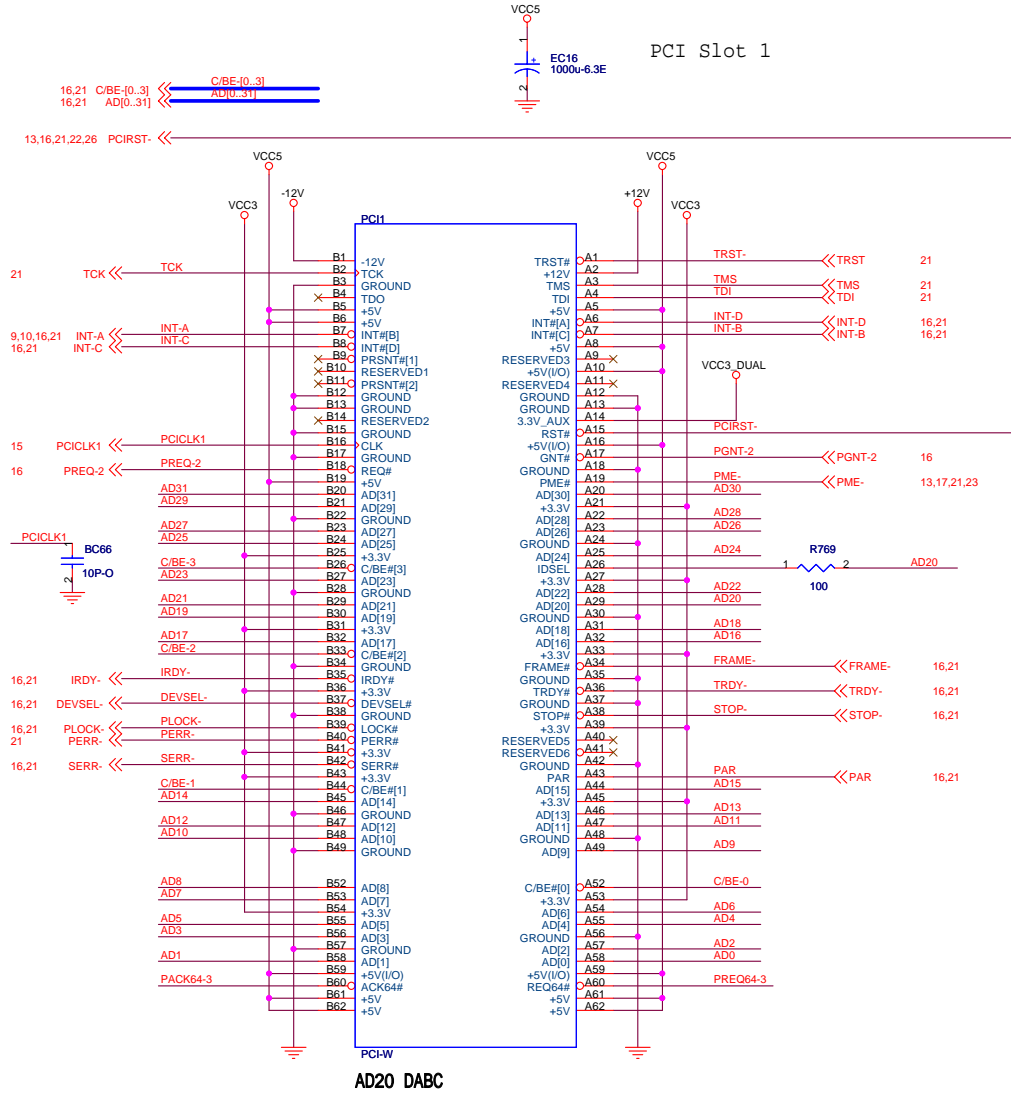 VCC5
1
EC16
1000u-6.3E
2
PCI Slot 1
16,21 C/BE-[0..3] C/BE-[0..3]
16,21 AD[0..31] AD[0..31]
13,16,21,22,26 PCIRST-
VCC5 VCC5
-12V +12V
VCC3 VCC3
PCI1
B1 -12V TRST# A1 TRST- TRST 21
21 TCK TCK B2 TCK +12V A2
B3 GROUND TMS A3 TMS TMS 21
B4 TDO TDI A4 TDI TDI 21
B5 +5V +5V A5
B6 +5V INT#[A] A6 INT-D INT-D 16,21
9,10,16,21 INT-A INT-A B7 INT#[B] INT#[C] A7 INT-B INT-B 16,21
16,21 INT-C INT-C B8 INT#[D] +5V A8
B9 PRSNT#[1] RESERVED3 A9
B10 RESERVED1 +5V(I/O) A10
VCC3_DUAL
B11 PRSNT#[2] RESERVED4 A11
B12 GROUND GROUND A12
B13 GROUND GROUND A13
B14 RESERVED2 3.3V_AUX A14
B15 GROUND RST# A15 PCIRST-
15 PCICLK1 PCICLK1 B16 CLK +5V(I/O) A16
B17 GROUND GNT# A17 PGNT-2 PGNT-2 16
16 PREQ-2 PREQ-2 B18 REQ# GROUND A18
B19 +5V PME# A19 PME- PME- 13,17,21,23
AD31 B20 AD[31] AD[30] A20 AD30
AD29 B21 AD[29] +3.3V A21
B22 GROUND AD[28] A22 AD28
AD27 B23 AD[27] AD[26] A23 AD26
AD25 B24 AD[25] GROUND A24
PCICLK1
1
BC66
10P-O
2
B25 +3.3V AD[24] A25 AD24
C/BE-3 B26 C/BE#[3] IDSEL A26
R769
1 2
100
AD20
AD23 B27 AD[23] +3.3V A27
B28 GROUND AD[22] A28 AD22
AD21 B29 AD[21] AD[20] A29 AD20
AD19 B30 AD[19] GROUND A30
B31 +3.3V AD[18] A31 AD18
AD17 B32 AD[17] AD[16] A32 AD16
C/BE-2 B33 C/BE#[2] +3.3V A33
B34 GROUND FRAME# A34 FRAME- FRAME- 16,21
16,21 IRDY- IRDY- B35 IRDY# GROUND A35
B36 +3.3V TRDY# A36 TRDY- TRDY- 16,21
16,21 DEVSEL- DEVSEL- B37 DEVSEL# GROUND A37
B38 GROUND STOP# A38 STOP- STOP- 16,21
16,21 PLOCK- PLOCK- B39 LOCK# +3.3V A39
21 PERR- PERR- B40 PERR# RESERVED5 A40
B41 +3.3V RESERVED6 A41
16,21 SERR- SERR- B42 SERR# GROUND A42
B43 +3.3V PAR A43 PAR PAR 16,21
C/BE-1 B44 C/BE#[1] AD[15] A44 AD15
AD14 B45 AD[14] +3.3V A45
B46 GROUND AD[13] A46 AD13
AD12 B47 AD[12] AD[11] A47 AD11
AD10 B48 AD[10] GROUND A48
B49 GROUND AD[9] A49 AD9
AD8 B52 AD[8] C/BE#[0] A52 C/BE-0
AD7 B53 AD[7] +3.3V A53
B54 +3.3V AD[6] A54 AD6
AD5 B55 AD[5] AD[4] A55 AD4
AD3 B56 AD[3] GROUND A56
B57 GROUND AD[2] A57 AD2
AD1 B58 AD[1] AD[0] A58 AD0
B59 +5V(I/O) +5V(I/O) A59
PACK64-3 B60 ACK64# REQ64# A60 PREQ64-3
B61 +5V +5V A61
B62 +5V +5V A62
PCI-W
AD20 DABC